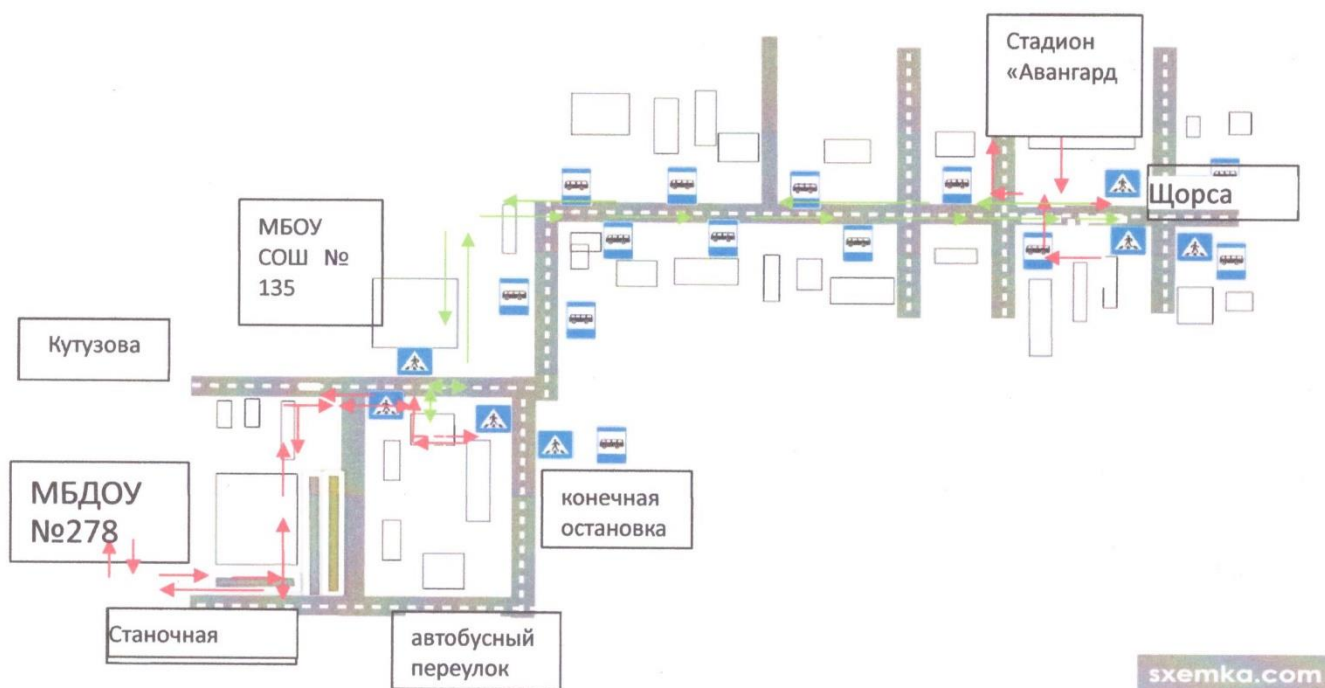 Стадион
«Авангард
Щорса
МБОУ
СОШ №
135
Кутузова
МБДОУ
№278
конечная
остановка
Станочная
автобусный
переулок
sxemka.com